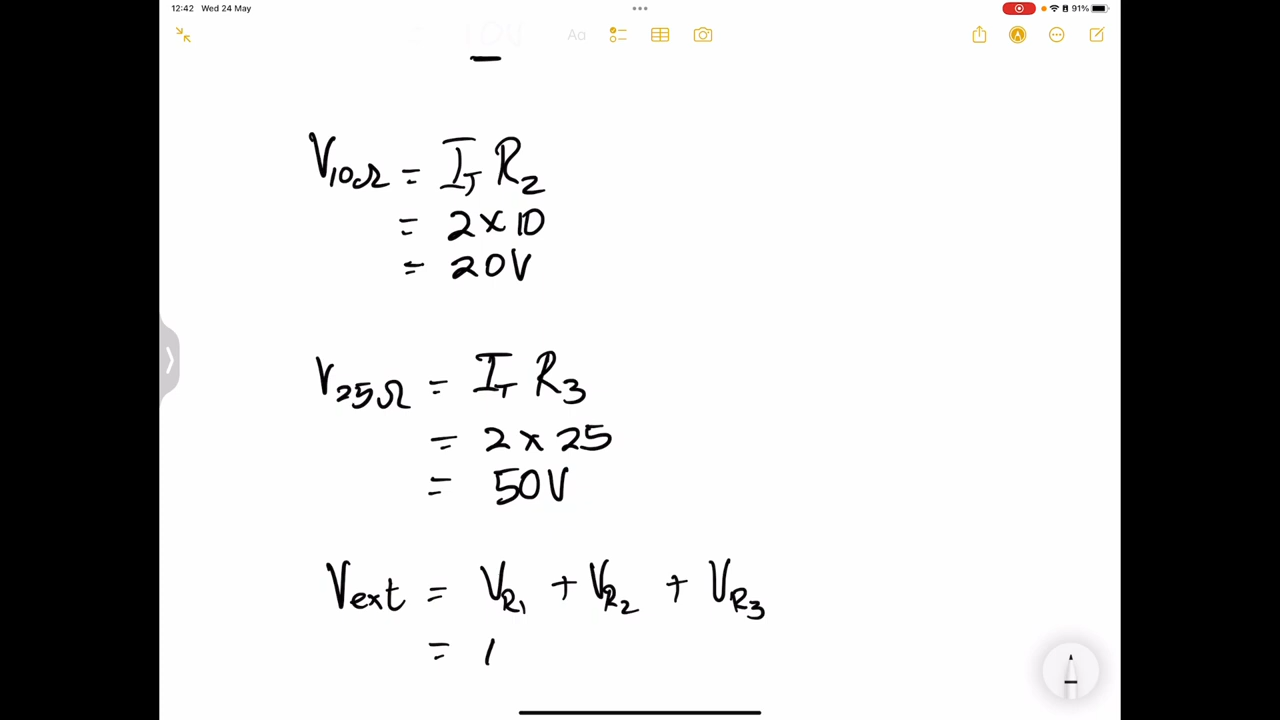 12:42 Wed 24 May
91%
Aa
V10Ω = IT R2
= 2 × 10
= 20V
V25Ω = IT R3
= 2 × 25
= 50V
Vext = VR1 + VR2 + VR3
= 1